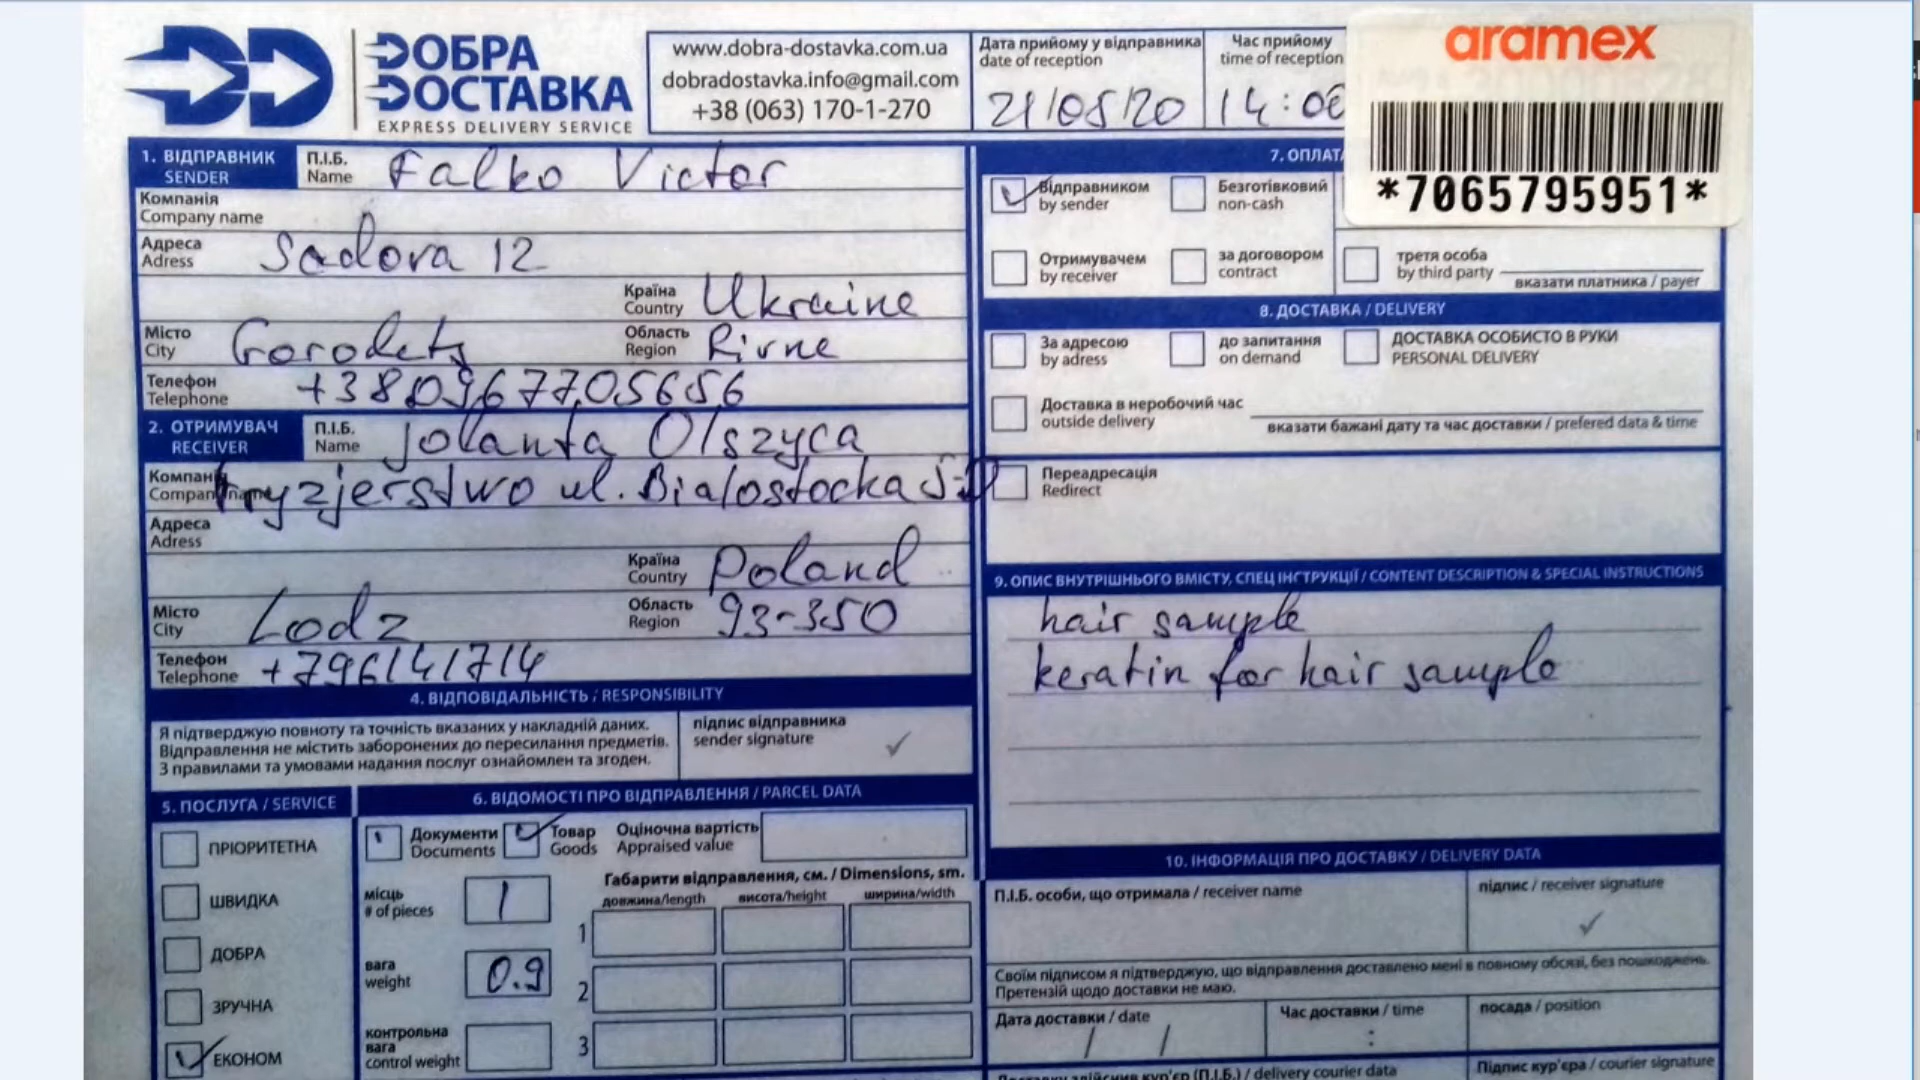 ДОБРА
ДОСТАВКА
EXPRESS DELIVERY SERVICE
www.dobra-dostavka.com.ua
dobradostavka.info@gmail.com
+38 (063) 170-1-270
Дата прийому у відправника
date of reception
21/05/20
Час прийому
time of reception
14:06
aramex
*7065795951*
1. ВІДПРАВНИК
SENDER
П.І.Б.
Name
Falko Victor
Компанія
Company name
Адреса
Adress
Sadova 12
Країна
Country
Ukraine
Місто
City
Gorodets
Область
Region
Rivne
Телефон
Telephone
+380967705656
2. ОТРИМУВАЧ
RECEIVER
П.І.Б.
Name
Jolanta Olszyca
Company name
Fryzjerstwo ul. Bialostocka
Адреса
Adress
Країна
Country
Poland
Місто
City
Lodz
Область
Region
93-350
Телефон
Telephone
+796141714
4. ВІДПОВІДАЛЬНІСТЬ / RESPONSIBILITY
Я підтверджую повноту та точність вказаних у накладній даних.
Відправлення не містить заборонених до пересилання предметів.
З правилами та умовами надання послуг ознайомлен та згоден.
підпис відправника
sender signature
5. ПОСЛУГА / SERVICE
ПРІОРИТЕТНА
ШВИДКА
ДОБРА
ЗРУЧНА
ЕКОНОМ
6. ВІДОМОСТІ ПРО ВІДПРАВЛЕННЯ / PARCEL DATA
Документи
Documents
Товар
Goods
Оціночна вартість
Appraised value
місць
# of pieces
1
вага
weight
0.9
контрольна
вага
control weight
Габарити відправлення, см. / Dimensions, sm.
довжина/length висота/height ширина/width
1
2
3
7. ОПЛАТА
Відправником
by sender
Безготівковий
non-cash
Отримувачем
by receiver
за договором
contract
третя особа
by third party
вказати платника / payer
8. ДОСТАВКА / DELIVERY
За адресою
by adress
до запитання
on demand
ДОСТАВКА ОСОБИСТО В РУКИ
PERSONAL DELIVERY
Доставка в неробочий час
outside delivery
вказати бажані дату та час доставки / prefered data & time
Переадресація
Redirect
9. ОПИС ВНУТРІШНЬОГО ВМІСТУ, СПЕЦ ІНСТРУКЦІЇ / CONTENT DESCRIPTION & SPECIAL INSTRUCTIONS
hair sample
keratin for hair sample
10. ІНФОРМАЦІЯ ПРО ДОСТАВКУ / DELIVERY DATA
П.І.Б. особи, що отримала / receiver name
підпис / receiver signature
Своїм підписом я підтверджую, що відправлення доставлено мені в повному обсязі, без пошкоджень.
Претензій щодо доставки не маю.
Дата доставки / date
/ /
Час доставки / time
:
посада / position
Доставку здійснив кур'єр (П.І.Б.) / delivery courier data
Підпис кур'єра / courier signature